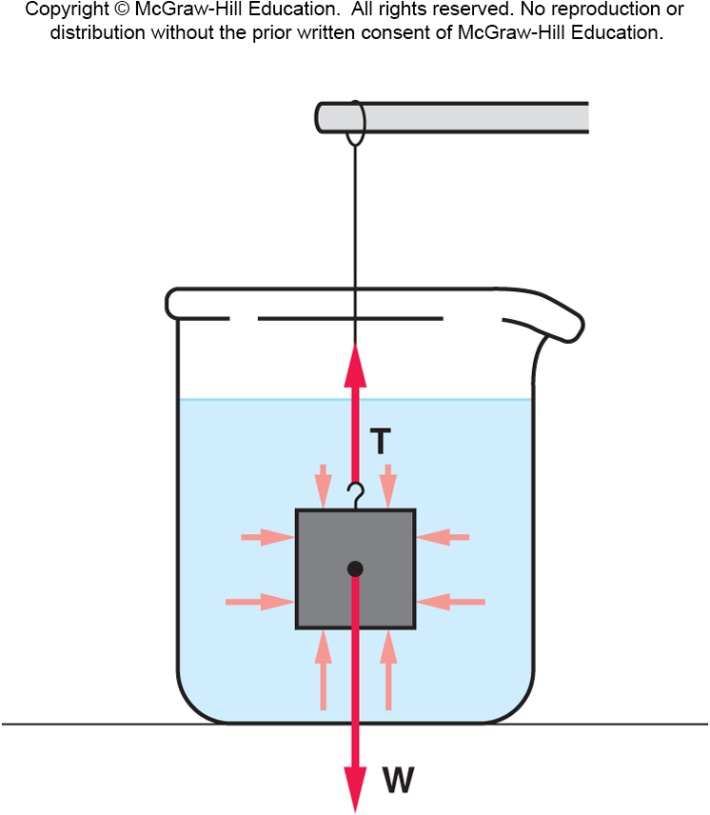 Copyright © McGraw-Hill Education. All rights reserved. No reproduction or
distribution without the prior written consent of McGraw-Hill Education.
T
W